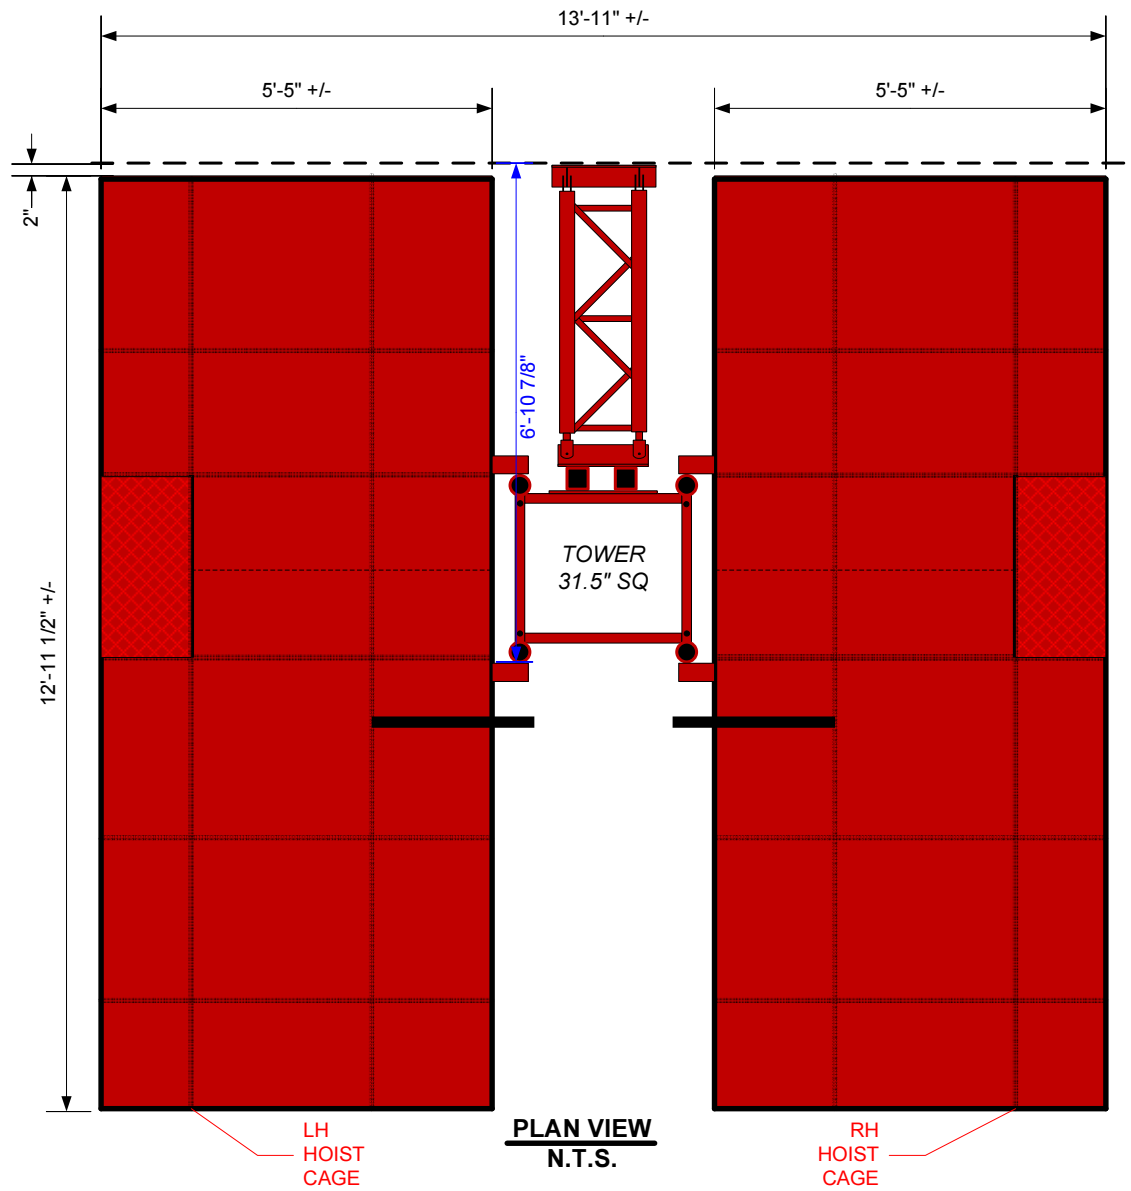 13'-11" +/-
5'-5" +/-
5'-5" +/-
2"
6'-10 7/8"
TOWER
31.5" SQ
12'-11 1/2" +/-
PLAN VIEW
N.T.S.
LH
HOIST
CAGE
RH
HOIST
CAGE